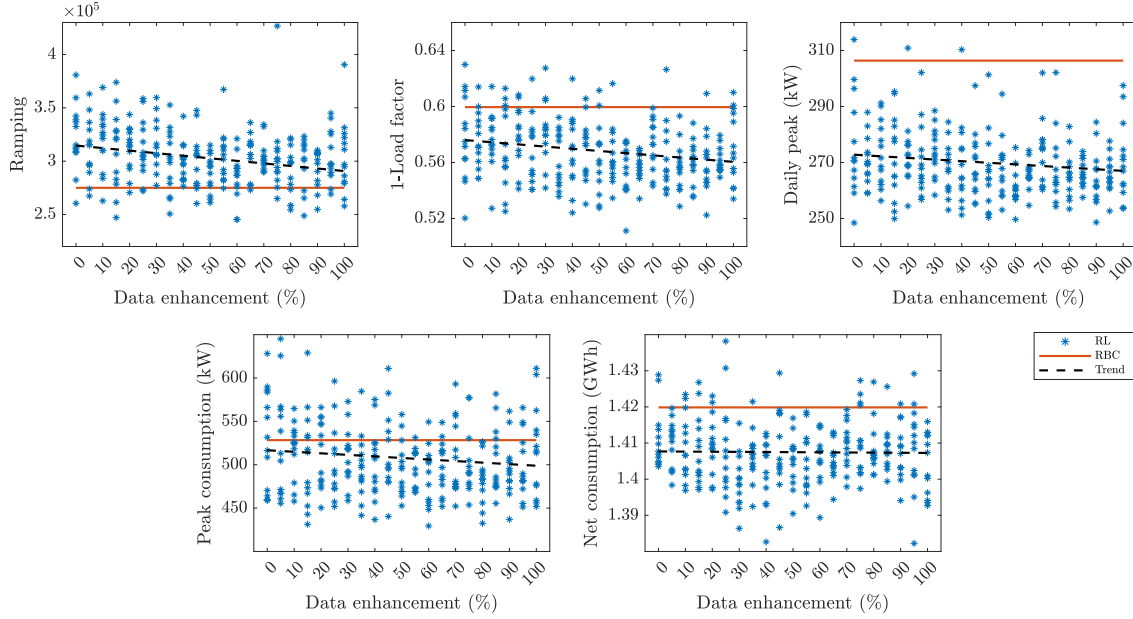 ×10⁵
4
3.5
3
2.5
Ramping
0 10 20 30 40 50 60 70 80 90 100
Data enhancement (%)
0.64
0.6
0.56
0.52
1-Load factor
0 10 20 30 40 50 60 70 80 90 100
Data enhancement (%)
310
290
270
250
Daily peak (kW)
0 10 20 30 40 50 60 70 80 90 100
Data enhancement (%)
600
550
500
450
Peak consumption (kW)
0 10 20 30 40 50 60 70 80 90 100
Data enhancement (%)
1.43
1.42
1.41
1.4
1.39
Net consumption (GWh)
0 10 20 30 40 50 60 70 80 90 100
Data enhancement (%)
RL
RBC
Trend